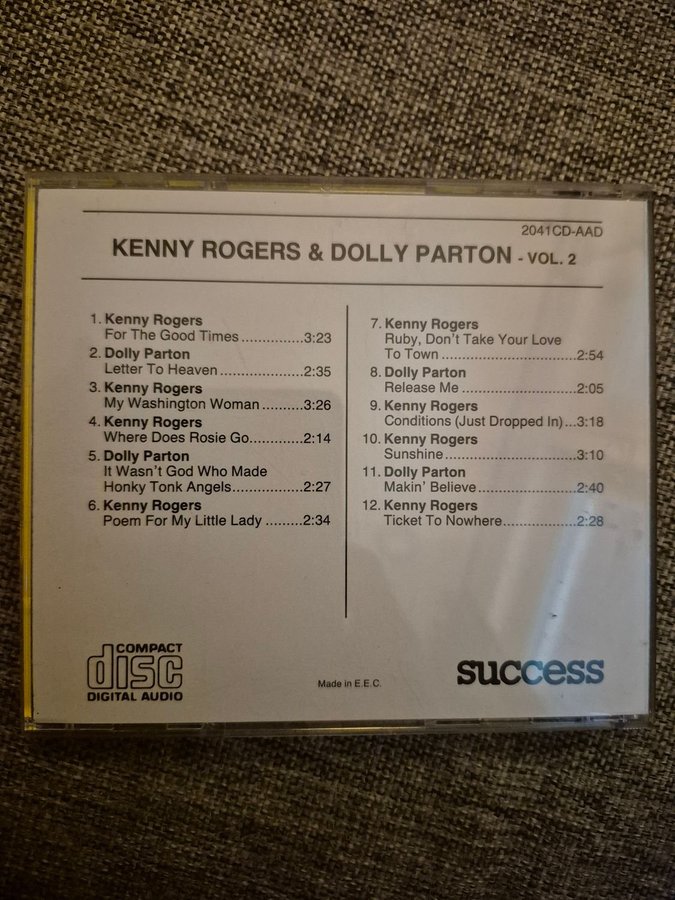 2041CD-AAD
KENNY ROGERS & DOLLY PARTON - VOL. 2
1. Kenny Rogers
For The Good Times ..............3:23
2. Dolly Parton
Letter To Heaven ..................2:35
3. Kenny Rogers
My Washington Woman .........3:26
4. Kenny Rogers
Where Does Rosie Go............2:14
5. Dolly Parton
It Wasn't God Who Made
Honky Tonk Angels...............2:27
6. Kenny Rogers
Poem For My Little Lady .........2:34
7. Kenny Rogers
Ruby, Don't Take Your Love
To Town ............................2:54
8. Dolly Parton
Release Me ........................2:05
9. Kenny Rogers
Conditions (Just Dropped In)...3:18
10. Kenny Rogers
Sunshine............................3:10
11. Dolly Parton
Makin' Believe .....................2:40
12. Kenny Rogers
Ticket To Nowhere................2:28
COMPACT
disc
DIGITAL AUDIO
Made in E.E.C.
success